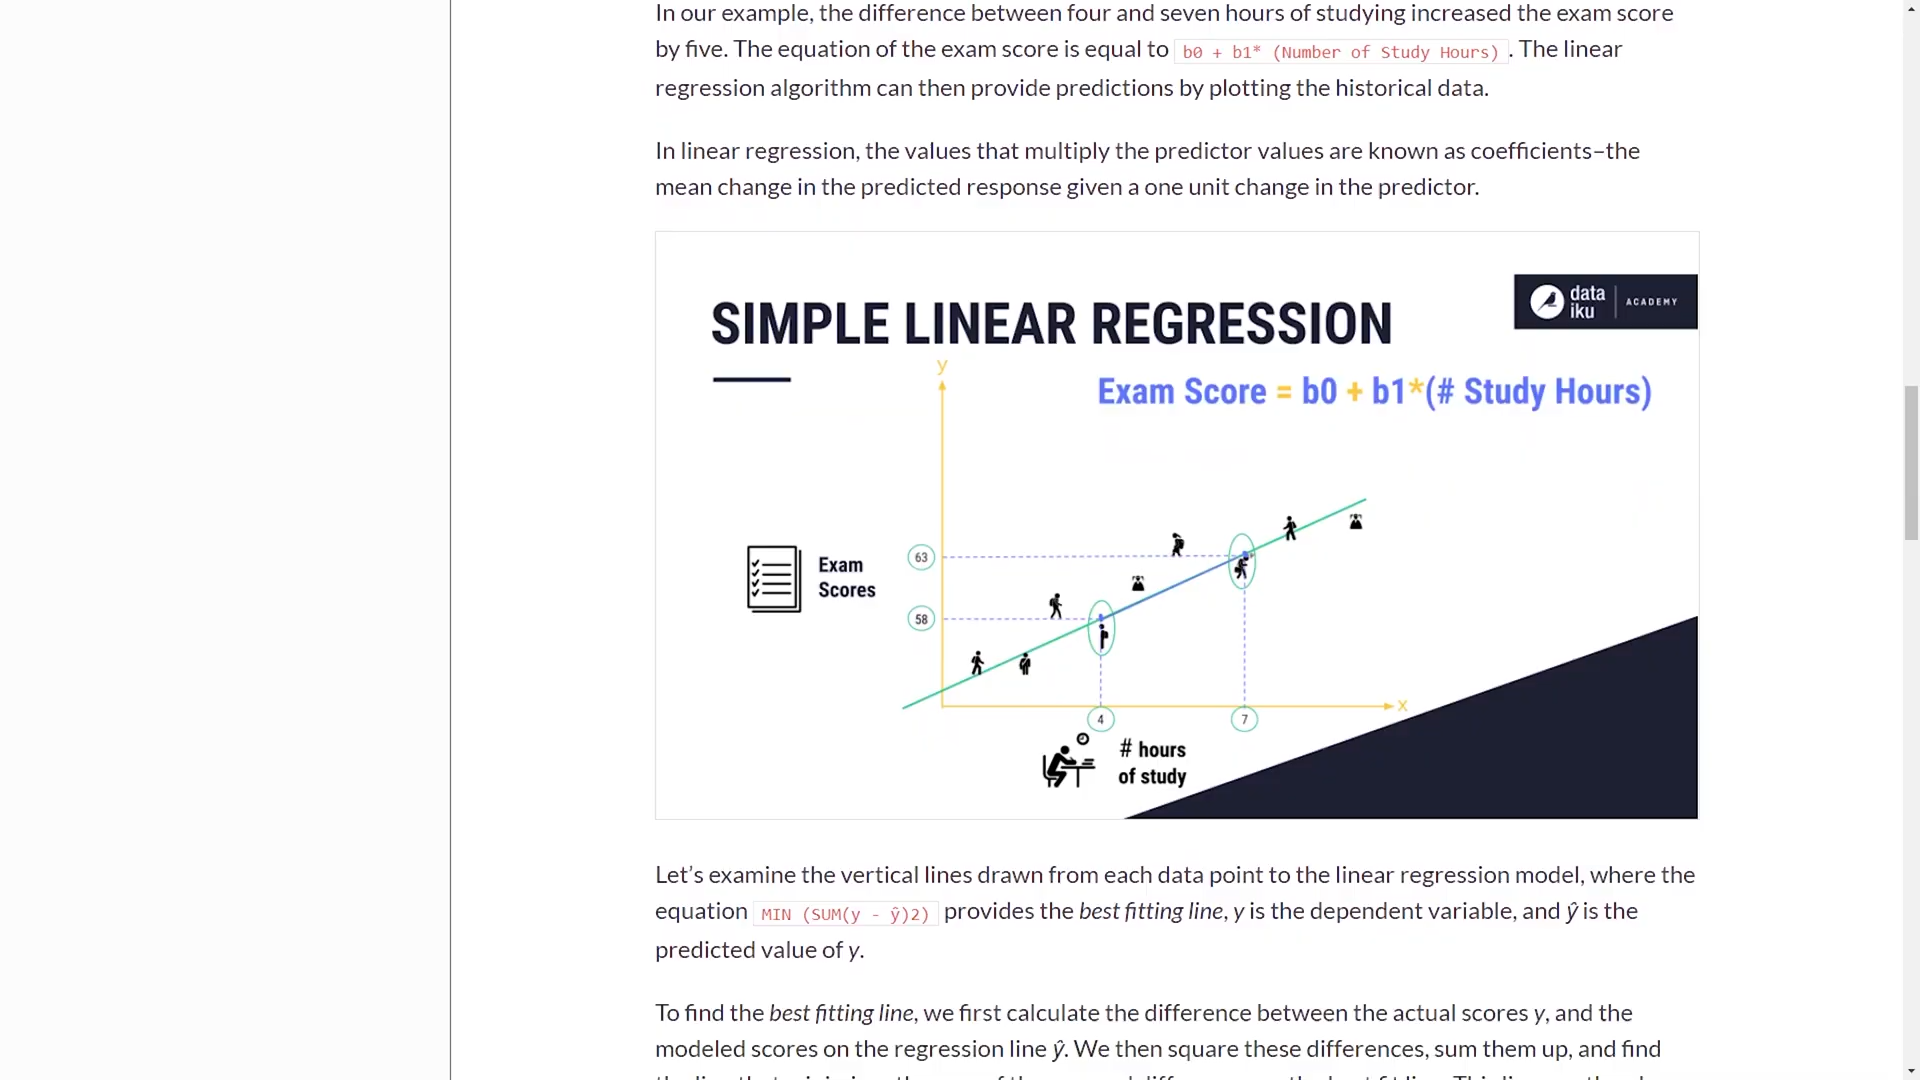 In our example, the difference between four and seven hours of studying increased the exam score
by five. The equation of the exam score is equal to b0 + b1* (Number of Study Hours). The linear
regression algorithm can then provide predictions by plotting the historical data.
In linear regression, the values that multiply the predictor values are known as coefficients–the
mean change in the predicted response given a one unit change in the predictor.
data
iku
ACADEMY
SIMPLE LINEAR REGRESSION
y
Exam Score = b0 + b1*(# Study Hours)
63
Exam
Scores
58
x
4
7
# hours
of study
Let’s examine the vertical lines drawn from each data point to the linear regression model, where the
equation MIN (SUM(y - ŷ)2) provides the best fitting line, y is the dependent variable, and ŷ is the
predicted value of y.
To find the best fitting line, we first calculate the difference between the actual scores y, and the
modeled scores on the regression line ŷ. We then square these differences, sum them up, and find